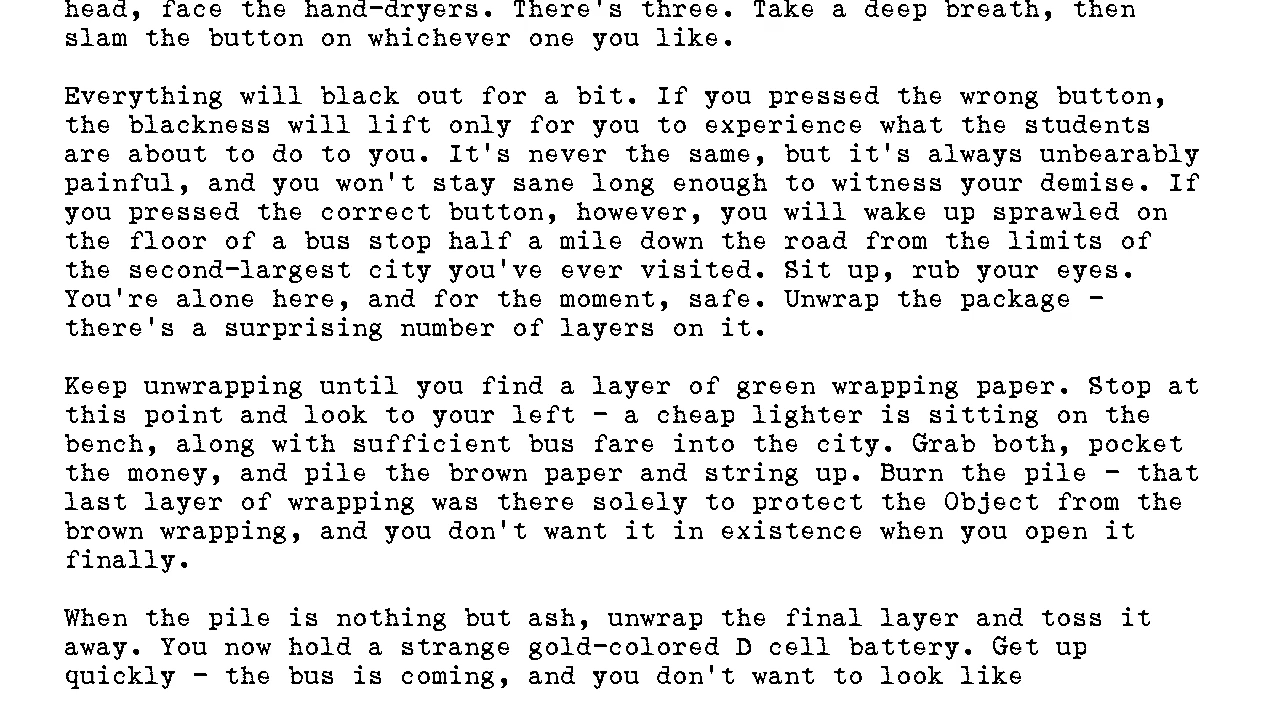 head, face the hand-dryers. There's three. Take a deep breath, then
slam the button on whichever one you like.
Everything will black out for a bit. If you pressed the wrong button,
the blackness will lift only for you to experience what the students
are about to do to you. It's never the same, but it's always unbearably
painful, and you won't stay sane long enough to witness your demise. If
you pressed the correct button, however, you will wake up sprawled on
the floor of a bus stop half a mile down the road from the limits of
the second-largest city you've ever visited. Sit up, rub your eyes.
You're alone here, and for the moment, safe. Unwrap the package -
there's a surprising number of layers on it.
Keep unwrapping until you find a layer of green wrapping paper. Stop at
this point and look to your left - a cheap lighter is sitting on the
bench, along with sufficient bus fare into the city. Grab both, pocket
the money, and pile the brown paper and string up. Burn the pile - that
last layer of wrapping was there solely to protect the Object from the
brown wrapping, and you don't want it in existence when you open it
finally.
When the pile is nothing but ash, unwrap the final layer and toss it
away. You now hold a strange gold-colored D cell battery. Get up
quickly - the bus is coming, and you don't want to look like